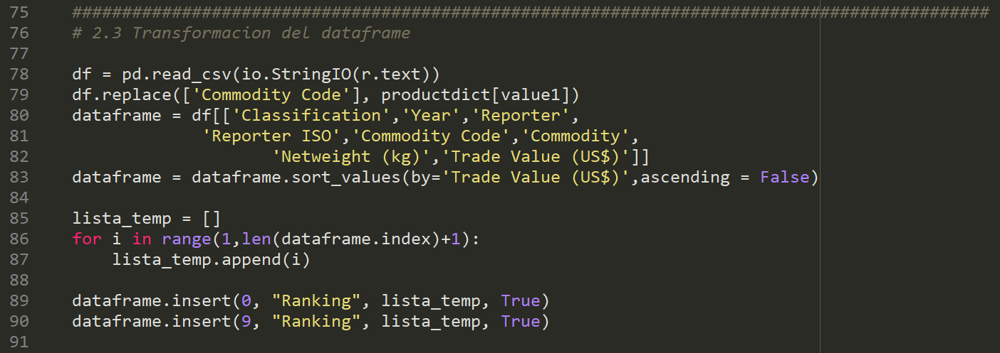 75 ############################################################################################
76 # 2.3 Transformacion del dataframe
77
78 df = pd.read_csv(io.StringIO(r.text))
79 df.replace(['Commodity Code'], productdict[value1])
80 dataframe = df[['Classification','Year','Reporter',
81 'Reporter ISO','Commodity Code','Commodity',
82 'Netweight (kg)','Trade Value (US$)']]
83 dataframe = dataframe.sort_values(by='Trade Value (US$)',ascending = False)
84
85 lista_temp = []
86 for i in range(1,len(dataframe.index)+1):
87 lista_temp.append(i)
88
89 dataframe.insert(0, "Ranking", lista_temp, True)
90 dataframe.insert(9, "Ranking", lista_temp, True)
91